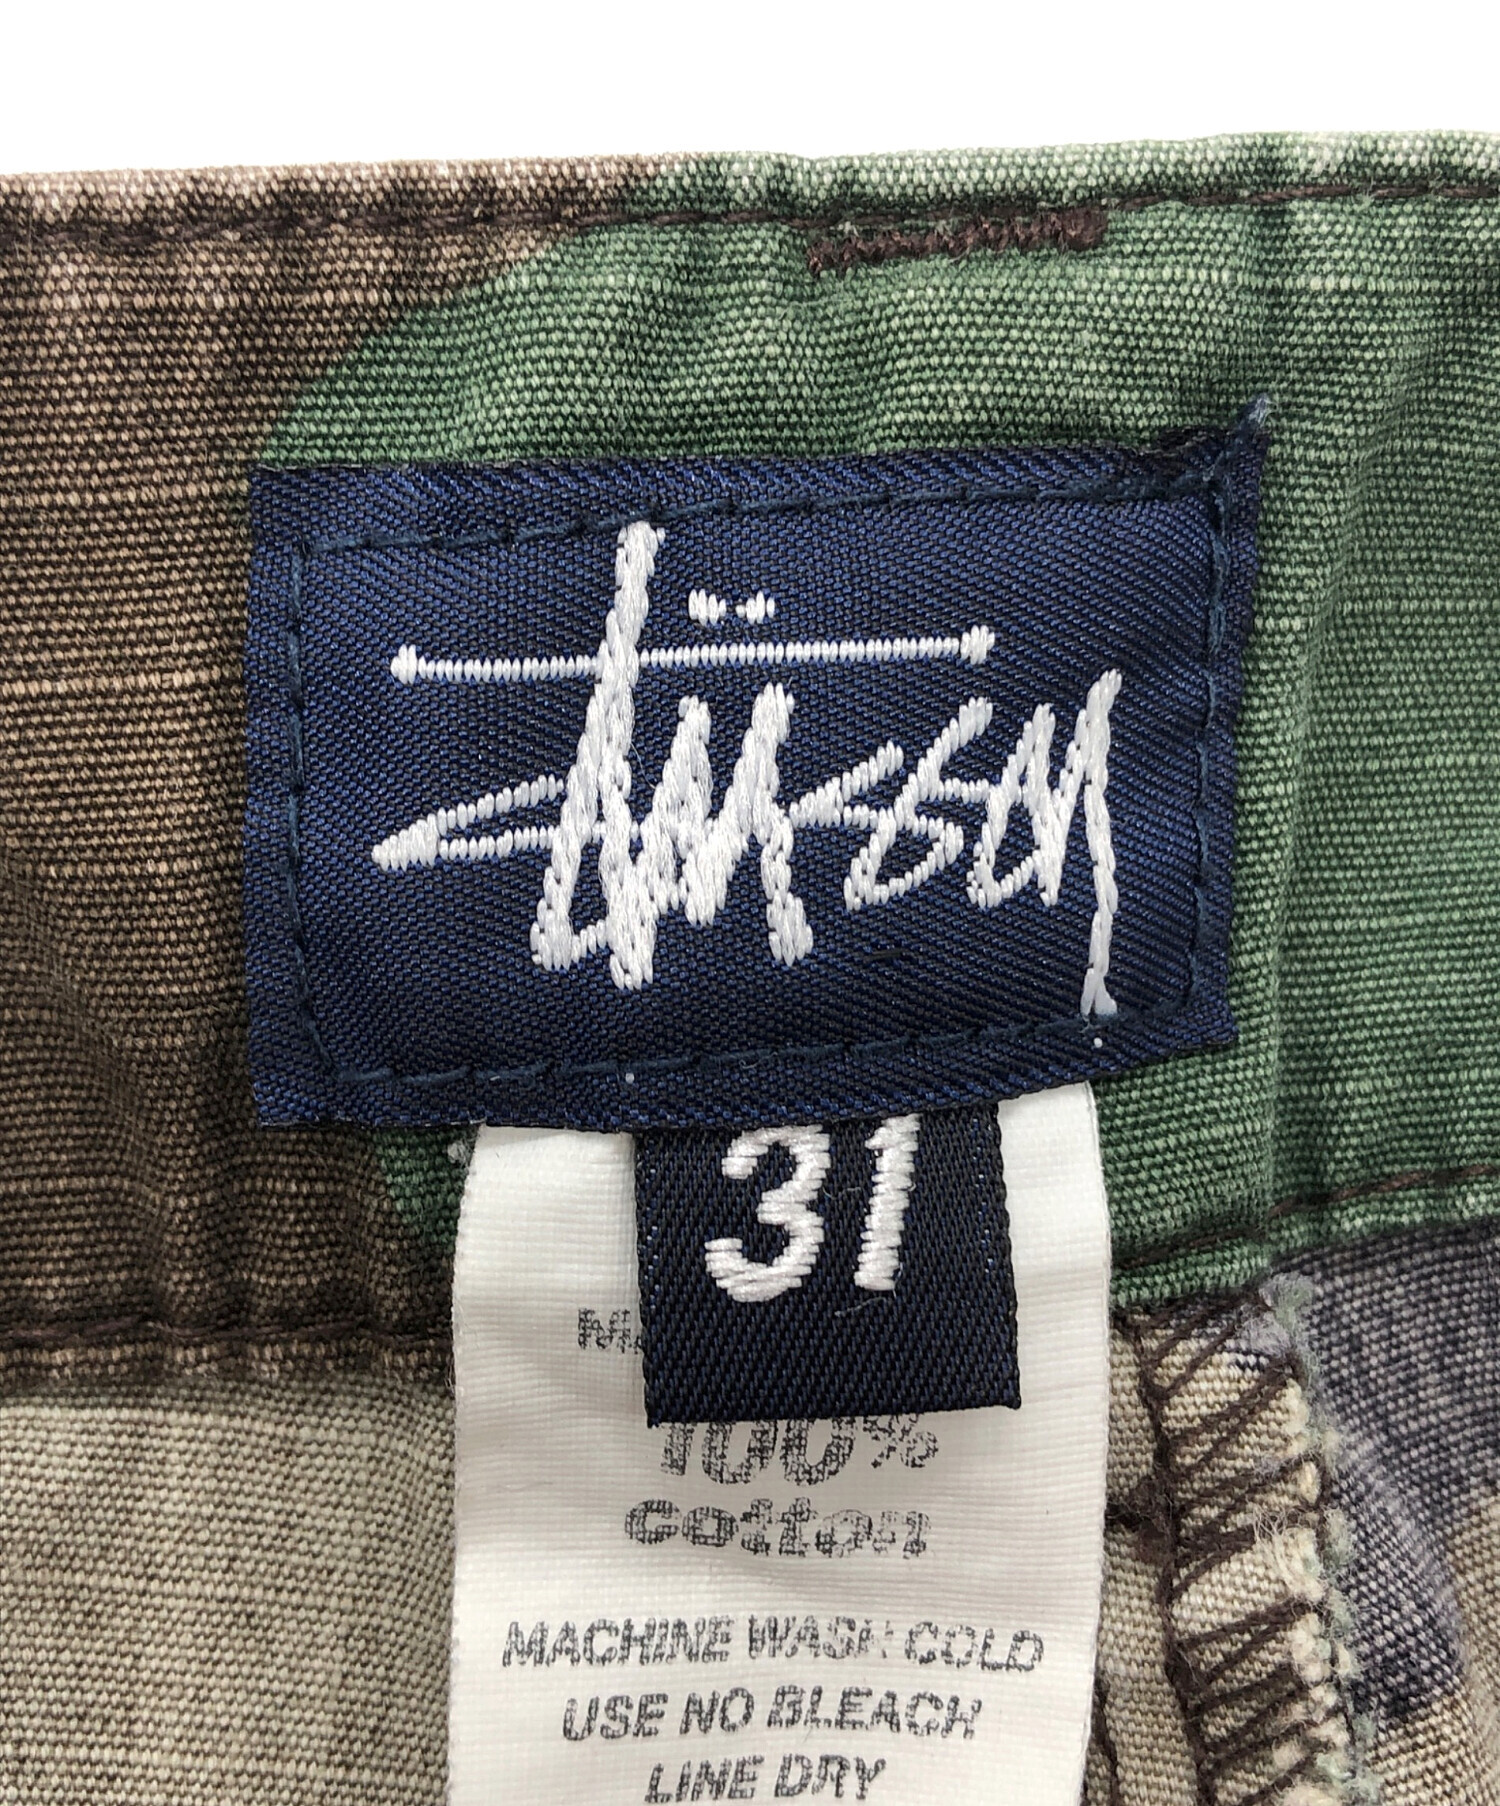 Stüssy
31
100%
cotton
MACHINE WASH COLD
USE NO BLEACH
LINE DRY